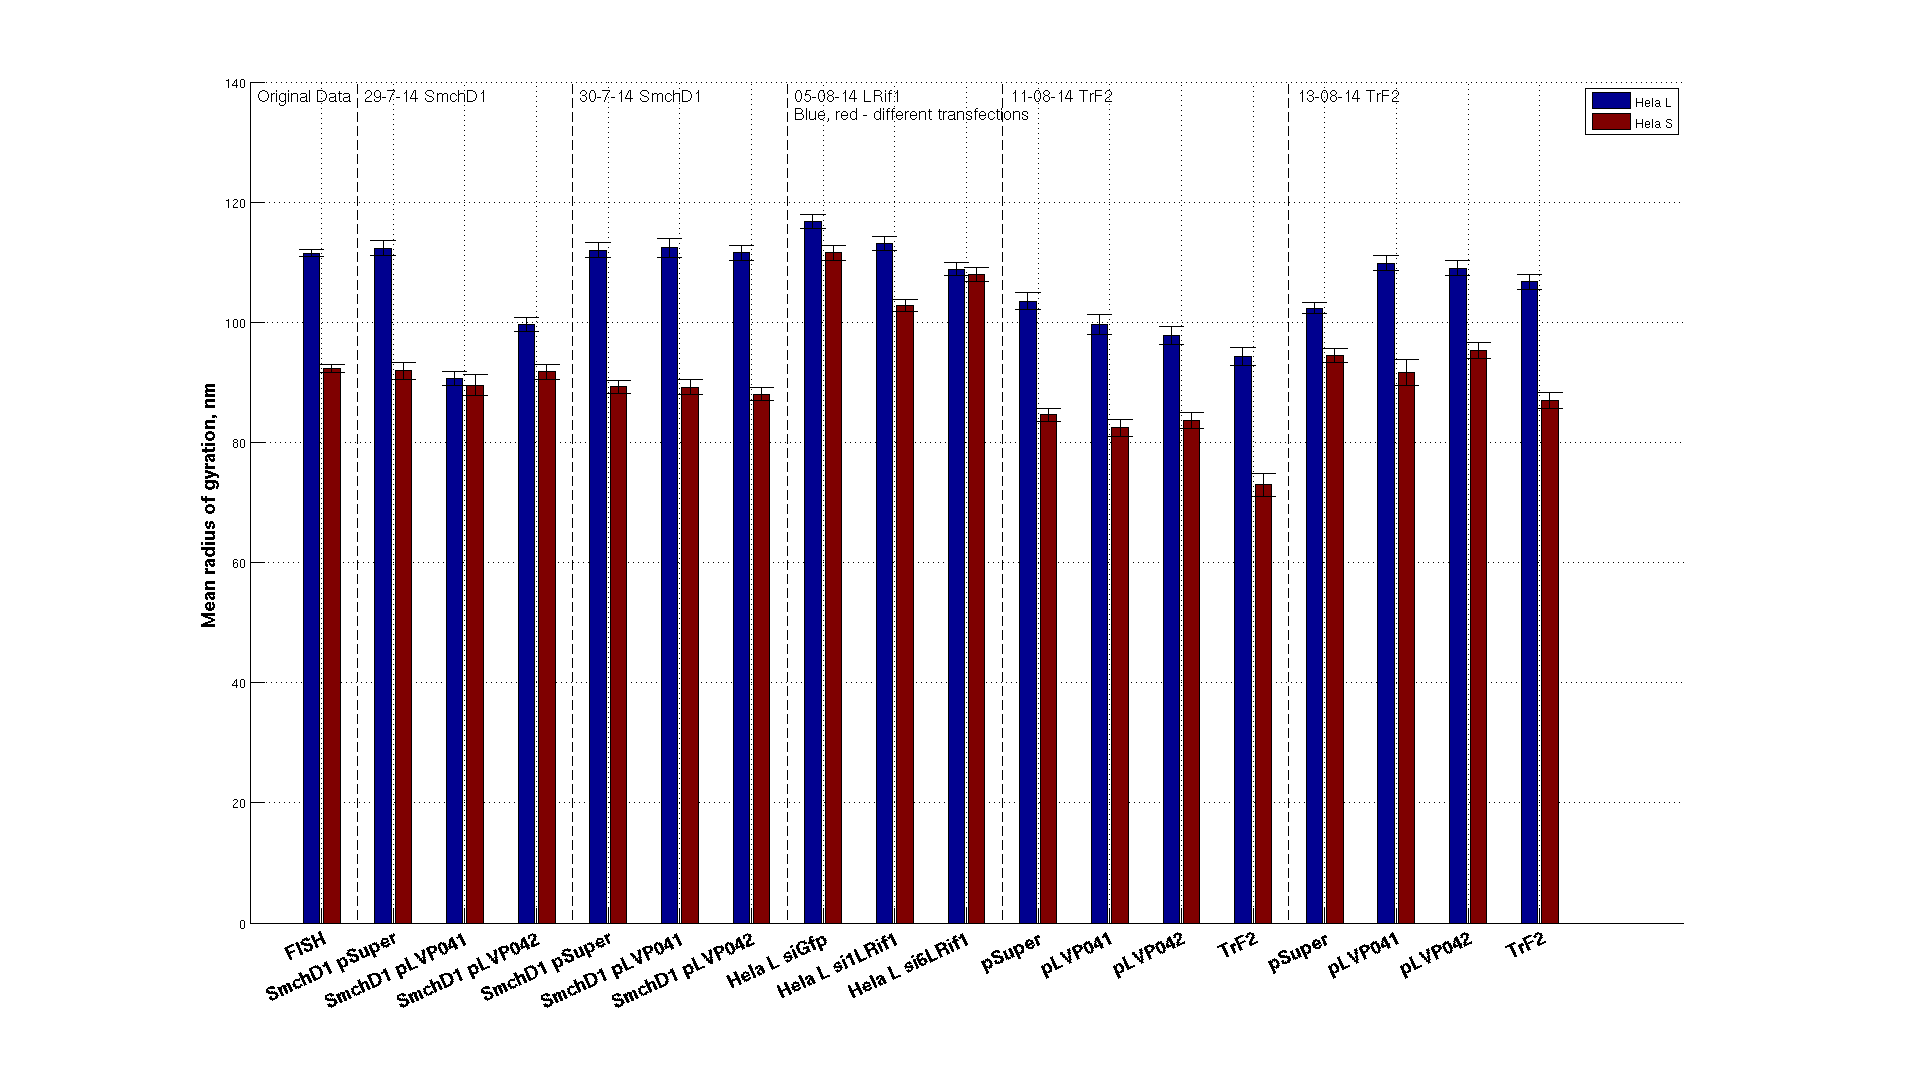 140
120
100
80
60
40
20
0
Mean radius of gyration, nm
Original Data
29-7-14 SmchD1
30-7-14 SmchD1
05-08-14 LRif1
Blue, red - different transfections
11-08-14 TrF2
13-08-14 TrF2
Hela L
Hela S
FISH
SmchD1 pSuper
SmchD1 pLVP041
SmchD1 pLVP042
SmchD1 pSuper
SmchD1 pLVP041
SmchD1 pLVP042
Hela L siGfp
Hela L si1LRif1
Hela L si6LRif1
pSuper
pLVP041
pLVP042
TrF2
pSuper
pLVP041
pLVP042
TrF2